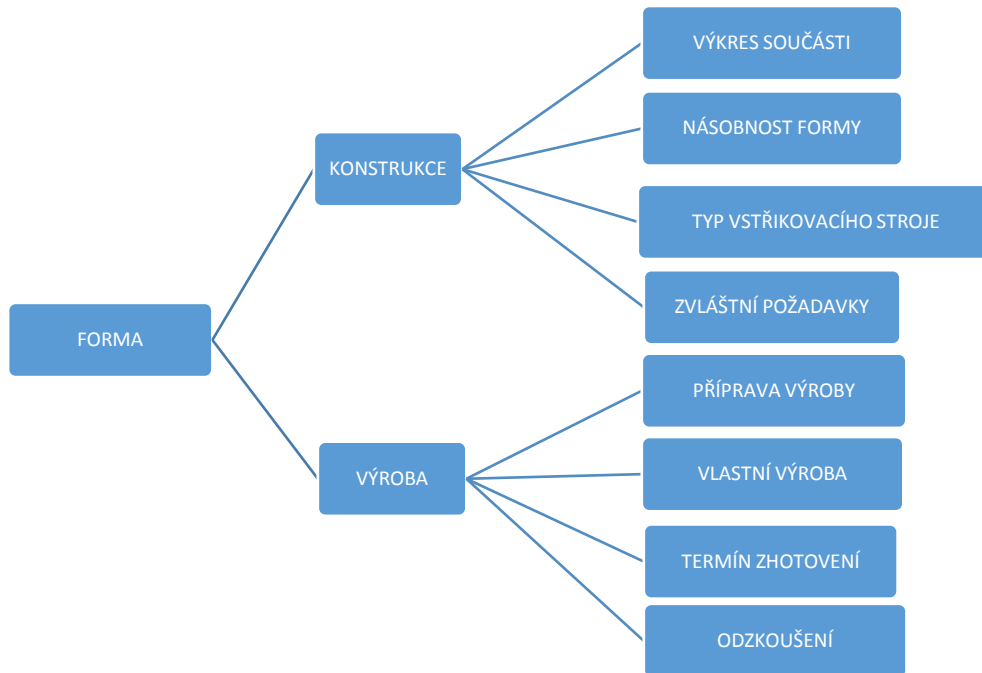 VÝKRES SOUČÁSTI
NÁSOBNOST FORMY
KONSTRUKCE
TYP VSTŘIKOVACÍHO STROJE
ZVLÁŠTNÍ POŽADAVKY
FORMA
PŘÍPRAVA VÝROBY
VLASTNÍ VÝROBA
VÝROBA
TERMÍN ZHOTOVENÍ
ODZKOUŠENÍ